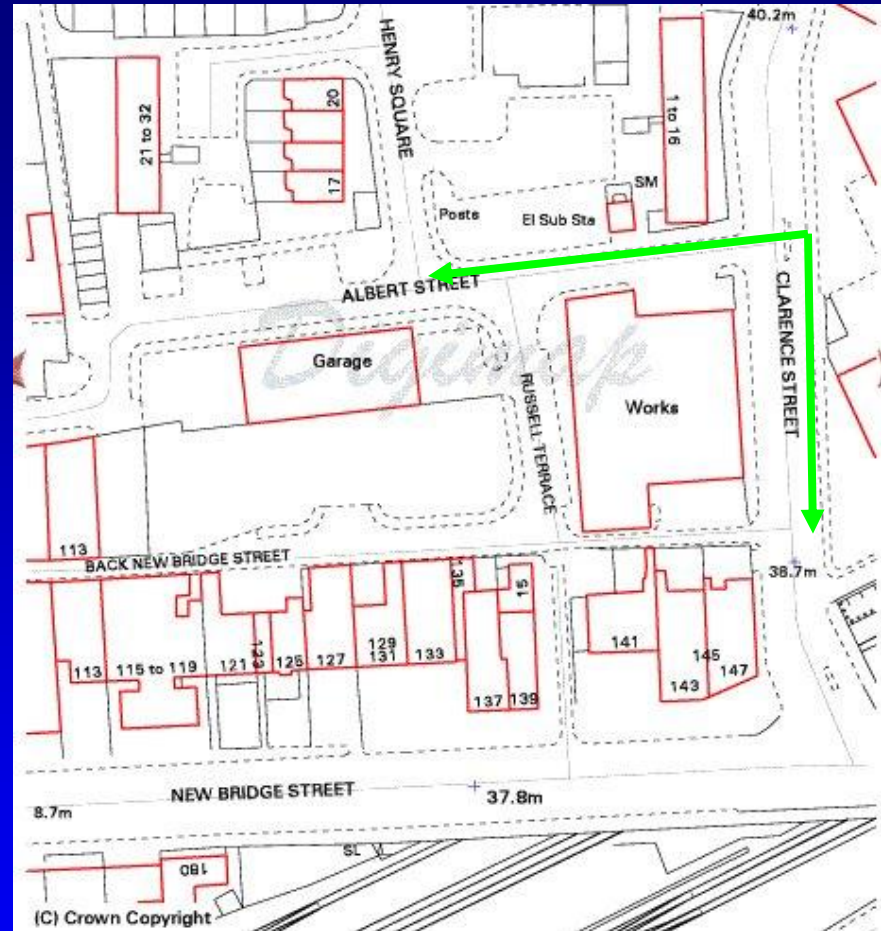 40.2m
HENRY SQUARE
20
21 to 32
1 to 16
17
SM
Posts
El Sub Sta
ALBERT STREET
CLARENCE STREET
Digimap
Garage
RUSSELL TERRACE
Works
113
BACK NEW BRIDGE STREET
38.7m
135
15
113
115 to 119
121
123
125
127
129
131
133
137
139
141
143
145
147
NEW BRIDGE STREET
37.8m
8.7m
SL
180
(C) Crown Copyright